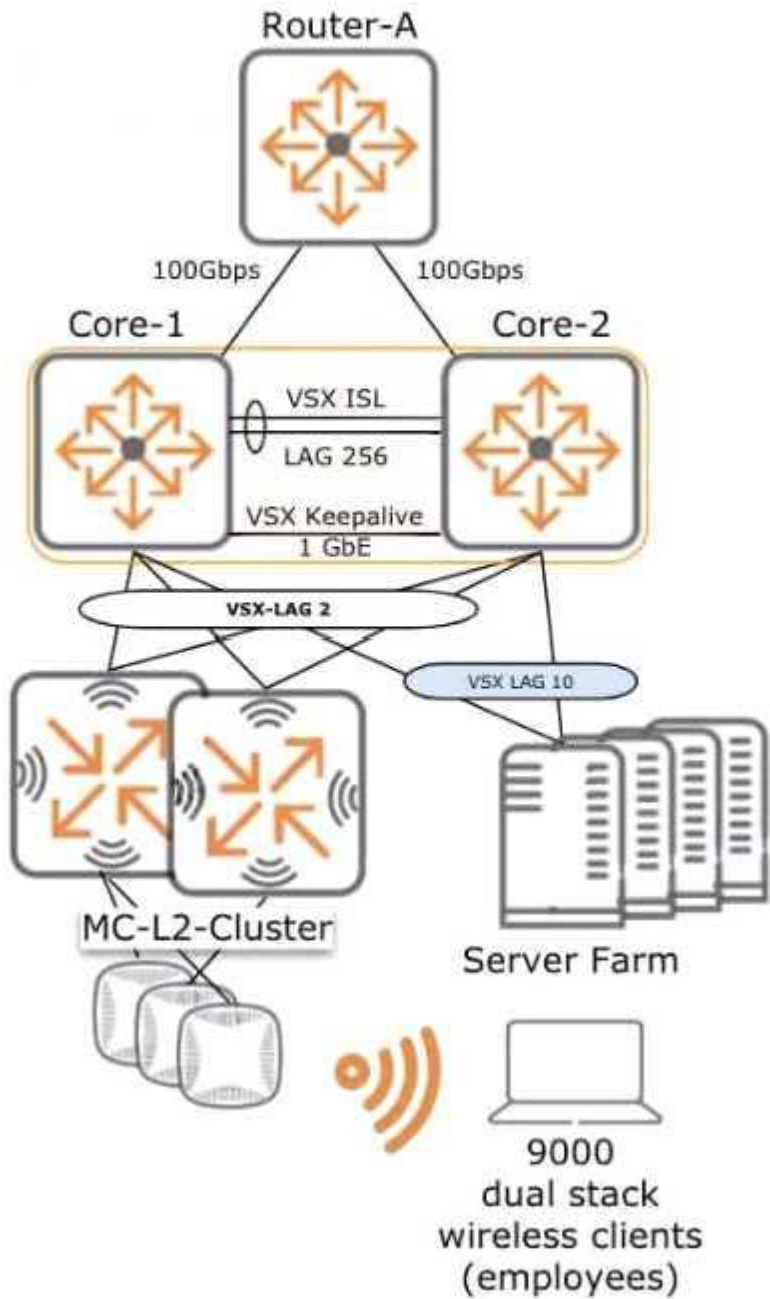 Router-A
100Gbps 100Gbps
Core-1 Core-2
VSX ISL
LAG 256
VSX Keepalive
1 GbE
VSX-LAG 2
VSX LAG 10
MC-L2-Cluster
Server Farm
9000
dual stack
wireless clients
(employees)